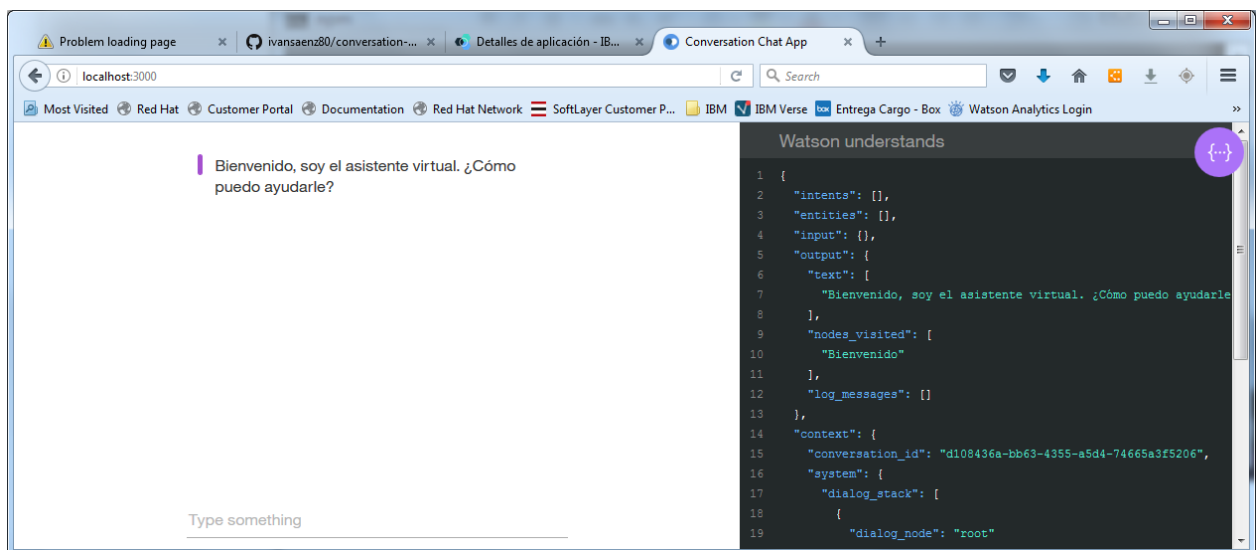 Problem loading page
ivansaenz80/conversation-...
Detalles de aplicación - IB...
Conversation Chat App
localhost:3000
Search
Most Visited Red Hat Customer Portal Documentation Red Hat Network SoftLayer Customer P... IBM IBM Verse box Entrega Cargo - Box Watson Analytics Login »
Bienvenido, soy el asistente virtual. ¿Cómo
puedo ayudarle?
Type something
Watson understands
{...}
1 {
2 "intents": [],
3 "entities": [],
4 "input": {},
5 "output": {
6 "text": [
7 "Bienvenido, soy el asistente virtual. ¿Cómo puedo ayudarle
8 ],
9 "nodes_visited": [
10 "Bienvenido"
11 ],
12 "log_messages": []
13 },
14 "context": {
15 "conversation_id": "d108436a-bb63-4355-a5d4-74665a3f5206",
16 "system": {
17 "dialog_stack": [
18 {
19 "dialog_node": "root"